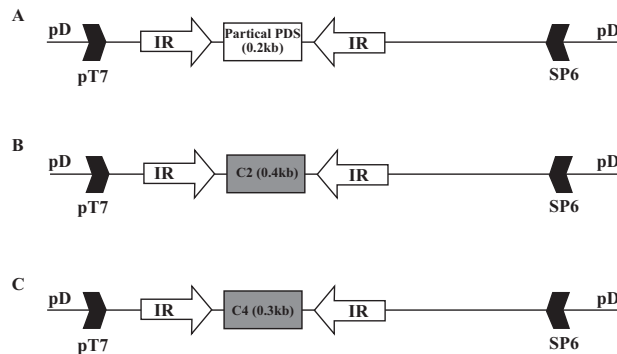 A
pD
pT7
IR
Partical PDS
(0.2kb)
IR
SP6
pD
B
pD
pT7
IR
C2 (0.4kb)
IR
SP6
pD
C
pD
pT7
IR
C4 (0.3kb)
IR
SP6
pD